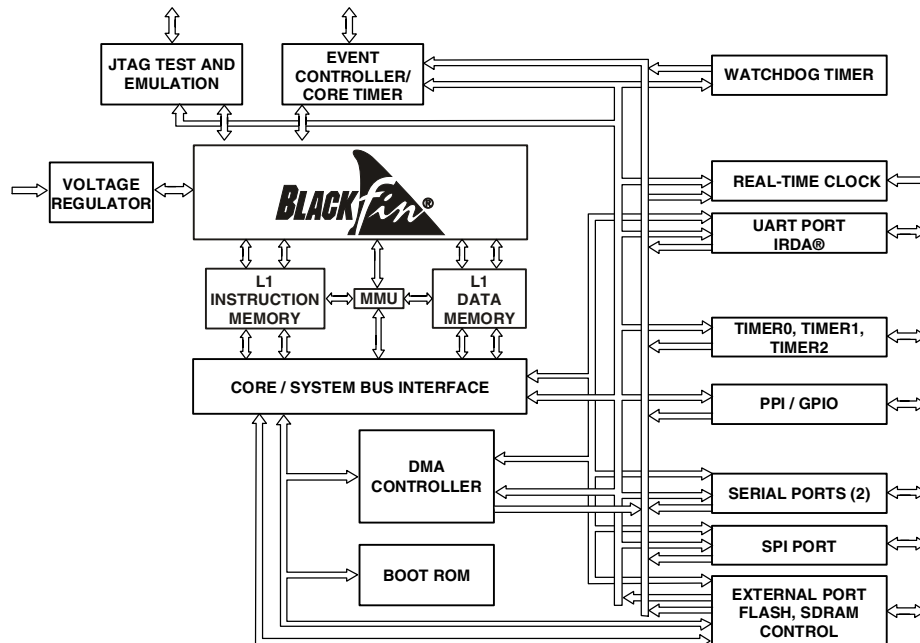 JTAG TEST AND
EMULATION
EVENT
CONTROLLER/
CORE TIMER
WATCHDOG TIMER
VOLTAGE
REGULATOR
BLACKfin®
REAL-TIME CLOCK
UART PORT
IRDA®
L1
INSTRUCTION
MEMORY
MMU
L1
DATA
MEMORY
TIMER0, TIMER1,
TIMER2
CORE / SYSTEM BUS INTERFACE
PPI / GPIO
DMA
CONTROLLER
SERIAL PORTS (2)
SPI PORT
BOOT ROM
EXTERNAL PORT
FLASH, SDRAM
CONTROL